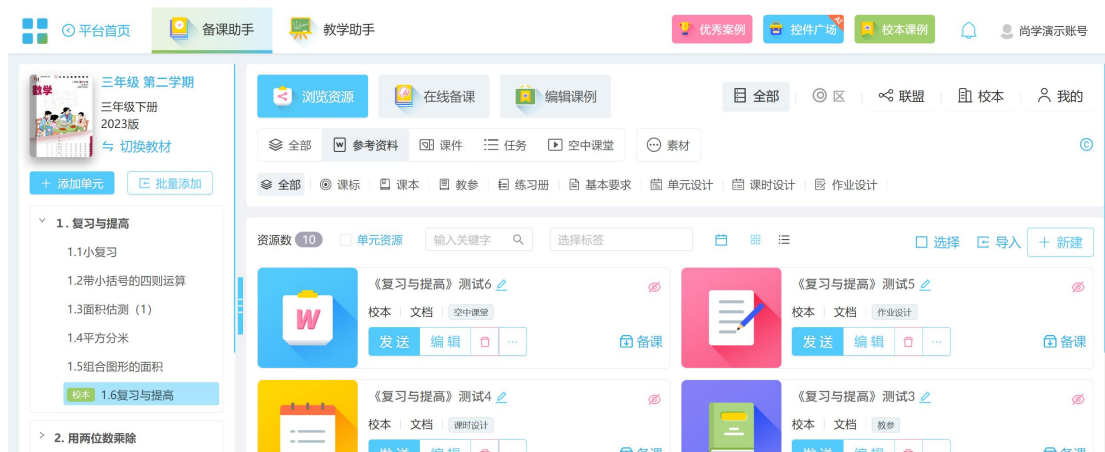 平台首页 备课助手 教学助手 优秀案例 控件广场 AI 校本课例 尚学演示账号
数学
三年级 第二学期
三年级下册
2023版
切换教材
+ 添加单元 批量添加
1. 复习与提高
1.1小复习
1.2带小括号的四则运算
1.3面积估测（1）
1.4平方分米
1.5组合图形的面积
校本 1.6复习与提高
2. 用两位数乘除
浏览资源 在线备课 编辑课例 全部 区 联盟 校本 我的
全部 参考资料 课件 任务 空中课堂 素材
全部 课标 课本 教参 练习册 基本要求 单元设计 课时设计 作业设计
资源数 10 单元资源 输入关键字 选择标签 选择 导入 + 新建
《复习与提高》测试6
校本 文档 空中课堂
发送 编辑 ... 备课
《复习与提高》测试5
校本 文档 作业设计
发送 编辑 ... 备课
《复习与提高》测试4
校本 文档 课时设计
发送 编辑 备课
《复习与提高》测试3
校本 文档 教参
发送 编辑 备课